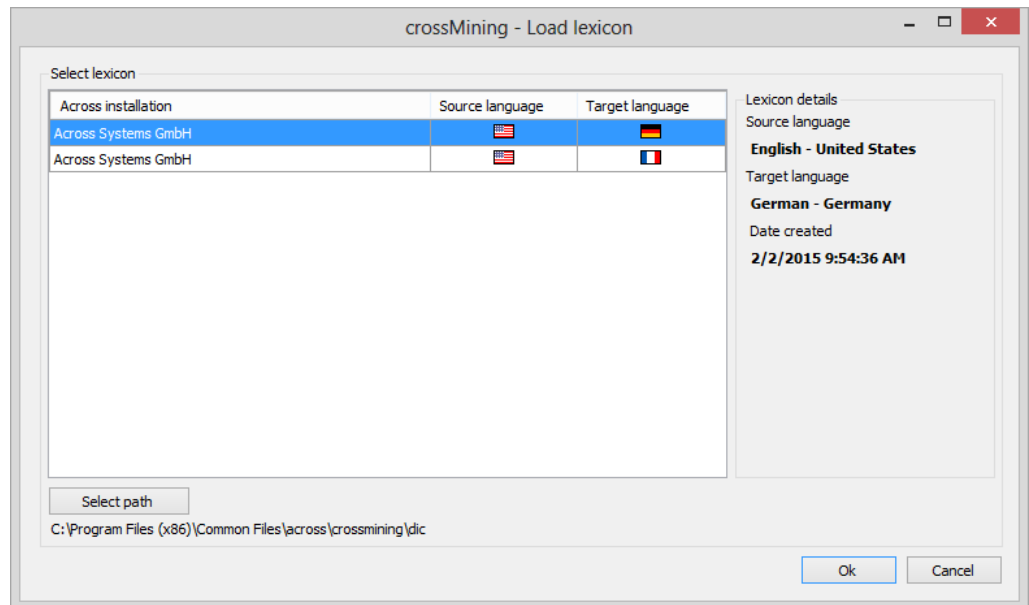 crossMining - Load lexicon
Select lexicon
Across installation Source language Target language
Across Systems GmbH
Across Systems GmbH
Lexicon details
Source language
English - United States
Target language
German - Germany
Date created
2/2/2015 9:54:36 AM
Select path
C:\Program Files (x86)\Common Files\across\crossmining\dic
Ok Cancel